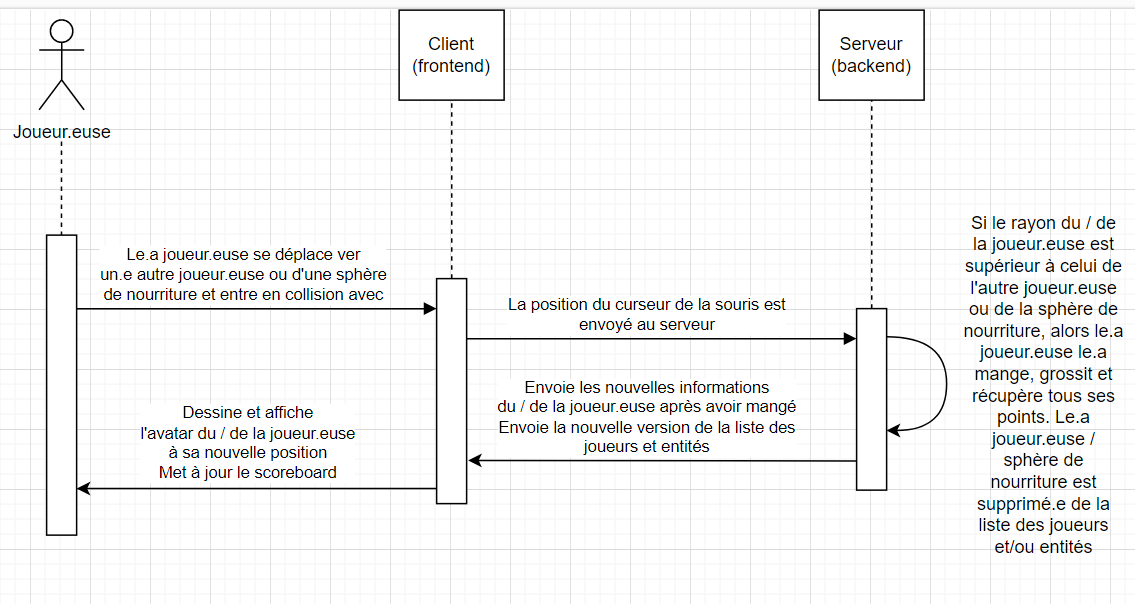 Joueur.euse
Client
(frontend)
Serveur
(backend)
Le.a joueur.euse se déplace ver
un.e autre joueur.euse ou d'une sphère
de nourriture et entre en collision avec
La position du curseur de la souris est
envoyé au serveur
Si le rayon du / de
la joueur.euse est
supérieur à celui de
l'autre joueur.euse
ou de la sphère de
nourriture, alors le.a
joueur.euse le.a
mange, grossit et
récupère tous ses
points. Le.a
joueur.euse /
sphère de
nourriture est
supprimé.e de la
liste des joueurs
et/ou entités
Envoie les nouvelles informations
du / de la joueur.euse après avoir mangé
Envoie la nouvelle version de la liste des
joueurs et entités
Dessine et affiche
l'avatar du / de la joueur.euse
à sa nouvelle position
Met à jour le scoreboard